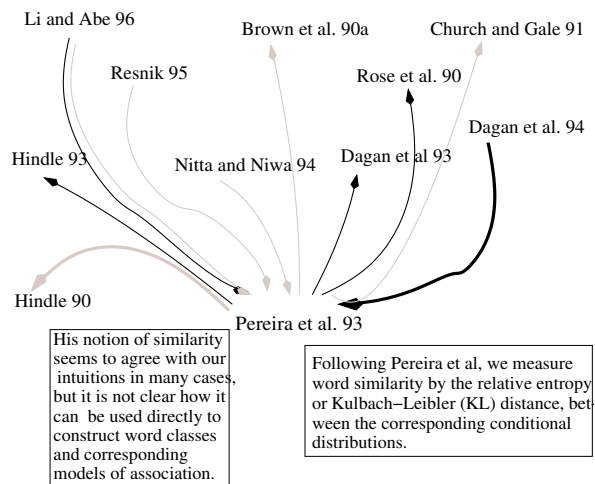 Li and Abe 96
Brown et al. 90a
Church and Gale 91
Resnik 95
Rose et al. 90
Dagan et al. 94
Hindle 93
Nitta and Niwa 94
Dagan et al 93
Hindle 90
Pereira et al. 93
His notion of similarity
seems to agree with our
intuitions in many cases,
but it is not clear how it
can be used directly to
construct word classes
and corresponding
models of association.
Following Pereira et al, we measure
word similarity by the relative entropy
or Kulbach−Leibler (KL) distance, bet-
ween the corresponding conditional
distributions.